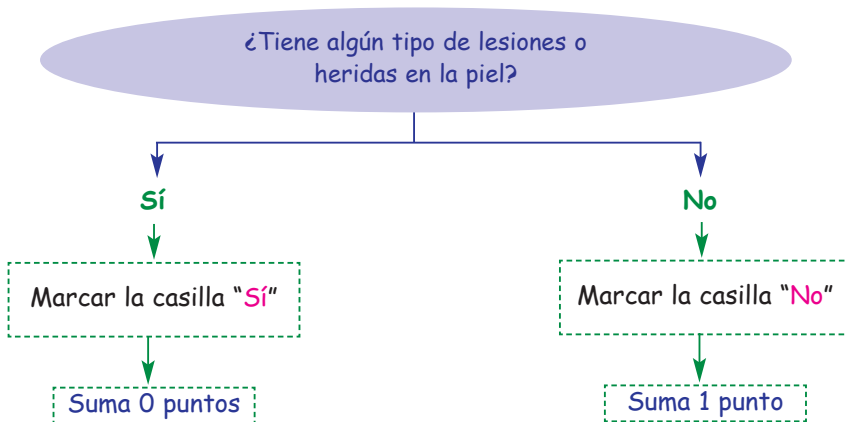 ¿Tiene algún tipo de lesiones o
heridas en la piel?
Sí
No
Marcar la casilla “Sí”
Marcar la casilla “No”
Suma 0 puntos
Suma 1 punto